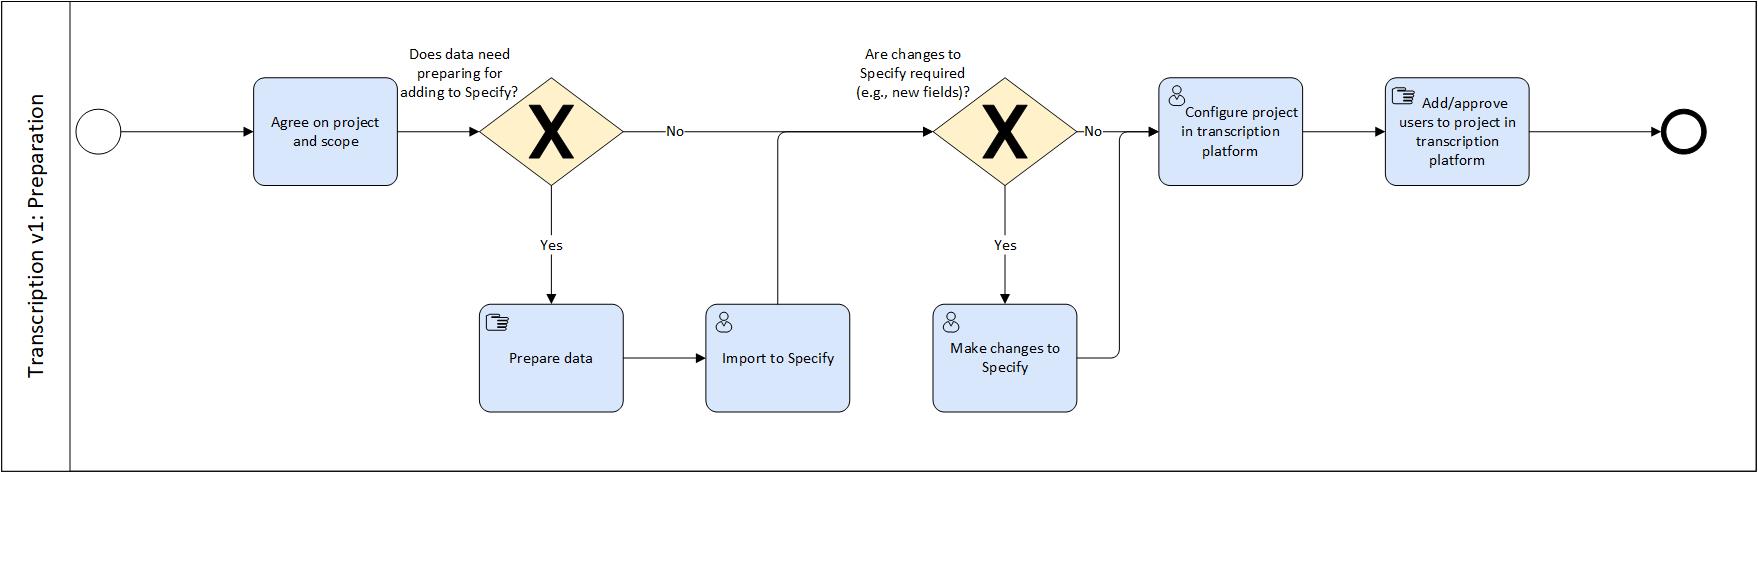 Transcription v1: Preparation
Agree on project
and scope
Does data need
preparing for
adding to Specify?
X
No
Yes
Prepare data
Import to Specify
Are changes to
Specify required
(e.g., new fields)?
X
No
Yes
Make changes to
Specify
Configure project
in transcription
platform
Add/approve
users to project in
transcription
platform